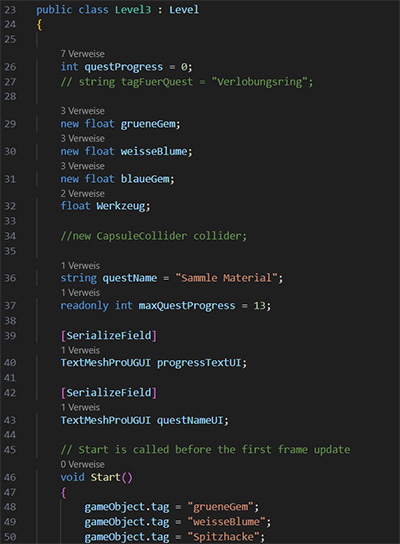 23 public class Level3 : Level
24 {
25
7 Verweise
26 int questProgress = 0;
27 // string tagFuerQuest = "Verlobungsring";
28
3 Verweise
29 new float grueneGem;
3 Verweise
30 new float weisseBlume;
3 Verweise
31 new float blaueGem;
2 Verweise
32 float Werkzeug;
33
34 //new CapsuleCollider collider;
35
1 Verweis
36 string questName = "Sammle Material";
1 Verweis
37 readonly int maxQuestProgress = 13;
38
39 [SerializeField]
1 Verweis
40 TextMeshProUGUI progressTextUI;
41
42 [SerializeField]
1 Verweis
43 TextMeshProUGUI questNameUI;
44
45 // Start is called before the first frame update
0 Verweise
46 void Start()
47 {
48 gameObject.tag = "grueneGem";
49 gameObject.tag = "weisseBlume";
50 gameObject.tag = "Spitzhacke";